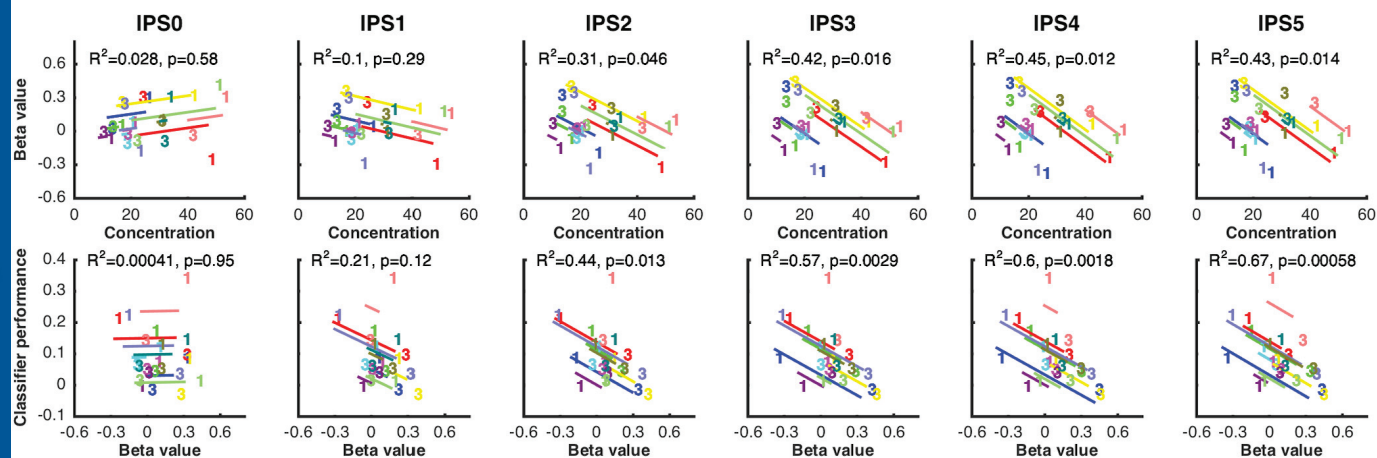 IPS0 IPS1 IPS2 IPS3 IPS4 IPS5
R²=0.028, p=0.58 R²=0.1, p=0.29 R²=0.31, p=0.046 R²=0.42, p=0.016 R²=0.45, p=0.012 R²=0.43, p=0.014
Beta value
0.6
0.3
0
-0.3
-0.6
0 20 40 60 0 20 40 60 0 20 40 60 0 20 40 60 0 20 40 60 0 20 40 60
Concentration Concentration Concentration Concentration Concentration Concentration
R²=0.00041, p=0.95 R²=0.21, p=0.12 R²=0.44, p=0.013 R²=0.57, p=0.0029 R²=0.6, p=0.0018 R²=0.67, p=0.00058
Classifier performance
0.4
0.3
0.2
0.1
0
-0.1
-0.6 -0.3 0 0.3 0.6 -0.6 -0.3 0 0.3 0.6 -0.6 -0.3 0 0.3 0.6 -0.6 -0.3 0 0.3 0.6 -0.6 -0.3 0 0.3 0.6 -0.6 -0.3 0 0.3 0.6
Beta value Beta value Beta value Beta value Beta value Beta value